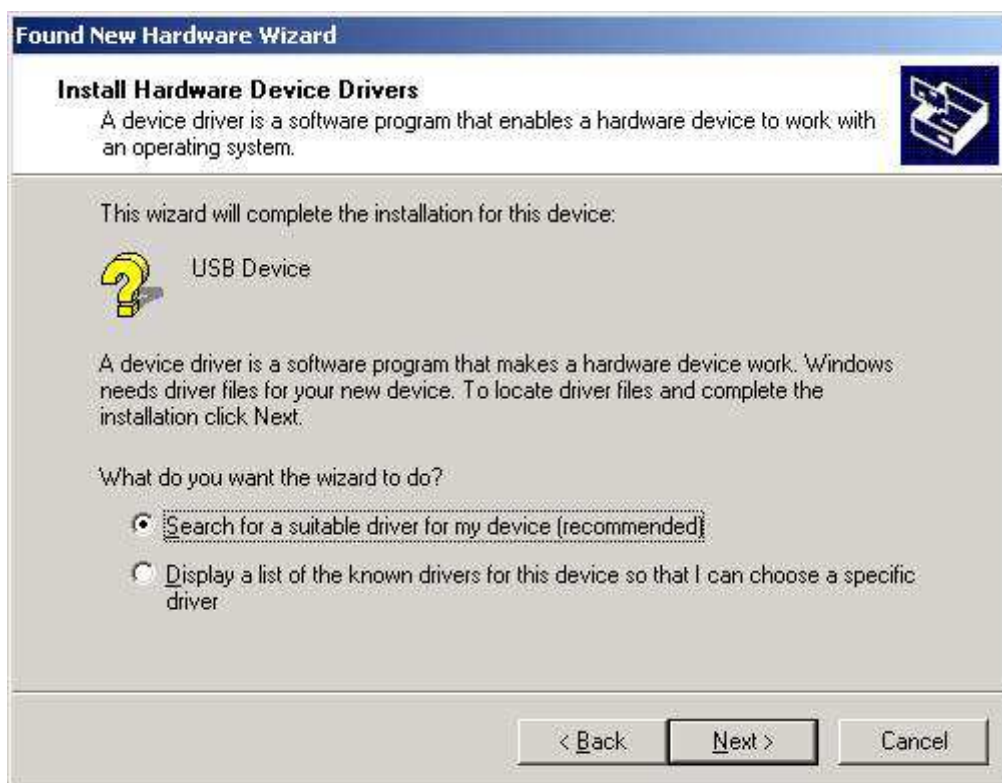 Found New Hardware Wizard
Install Hardware Device Drivers
A device driver is a software program that enables a hardware device to work with
an operating system.
This wizard will complete the installation for this device:
USB Device
A device driver is a software program that makes a hardware device work. Windows
needs driver files for your new device. To locate driver files and complete the
installation click Next.
What do you want the wizard to do?
Search for a suitable driver for my device (recommended)
Display a list of the known drivers for this device so that I can choose a specific
driver
< Back Next > Cancel